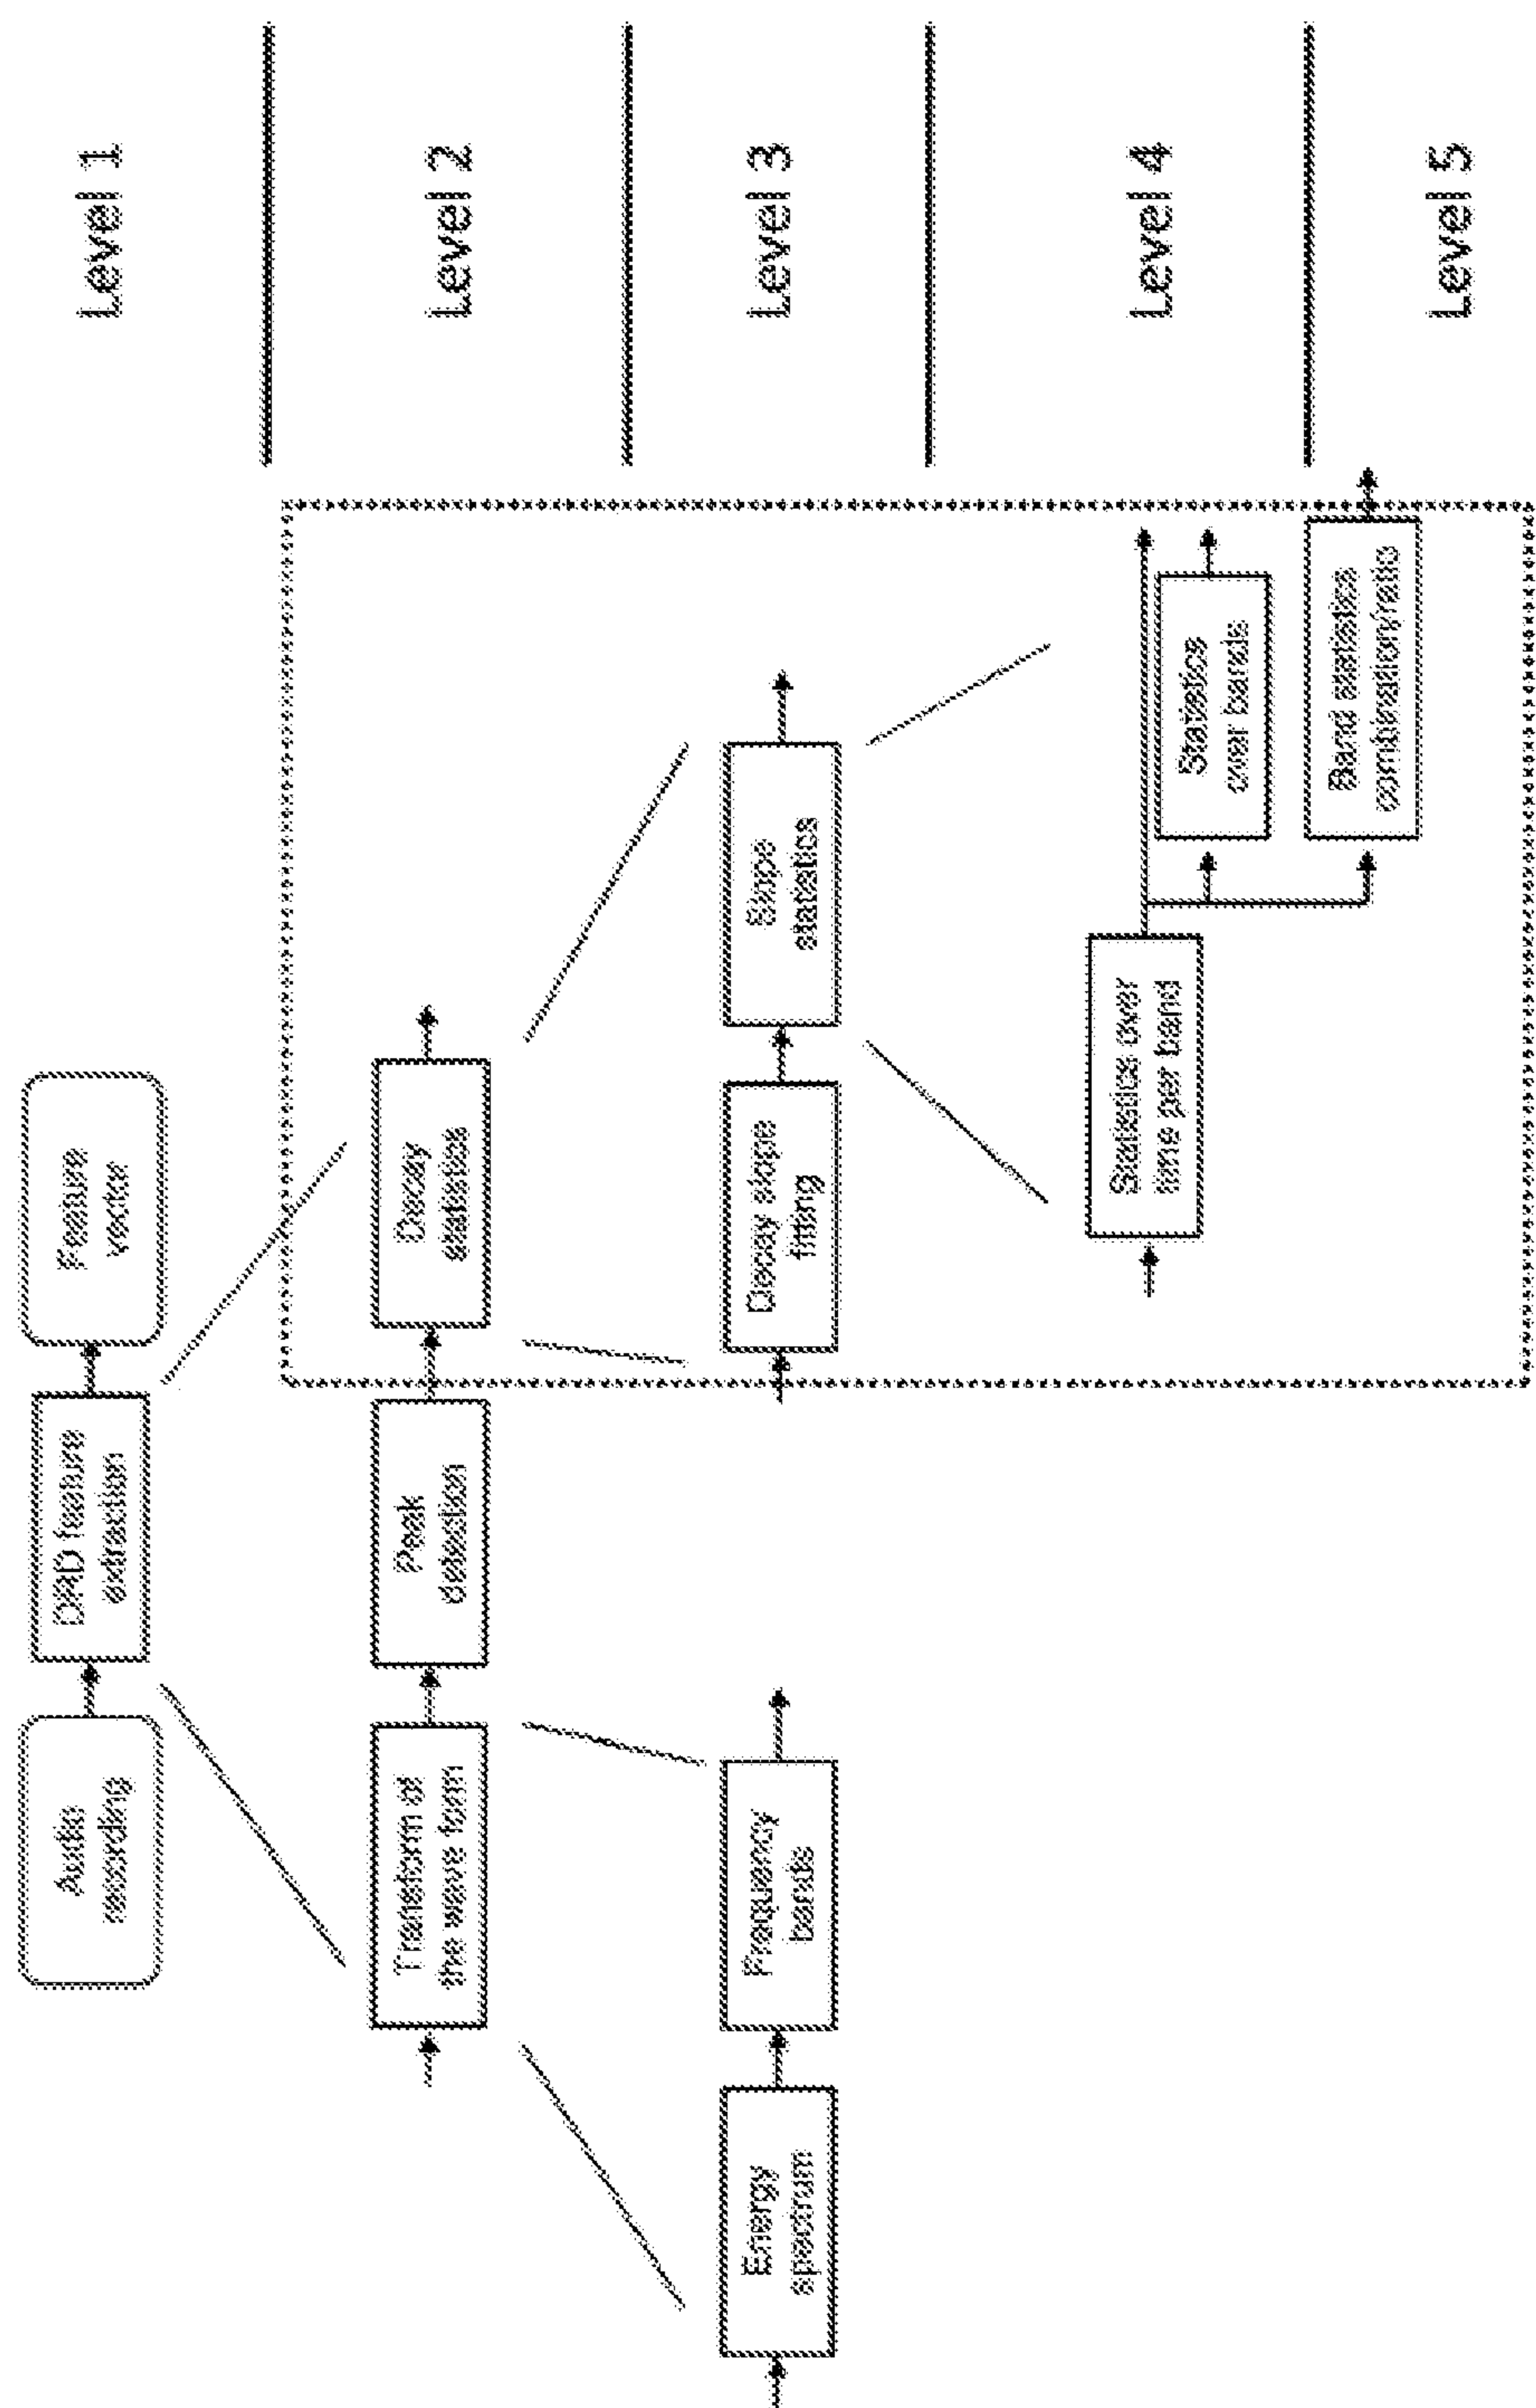 Audio
recording
DRD feature
extraction
Feature
vector
Level 1
Transform of
the wave form
Peak
detection
Decay
statistics
Level 2
Energy
spectrum
Frequency
bands
Decay slope
fitting
Slope
statistics
Level 3
Statistics over
time per band
Statistics
over bands
Level 4
Band statistics
combination/ratio
Level 5